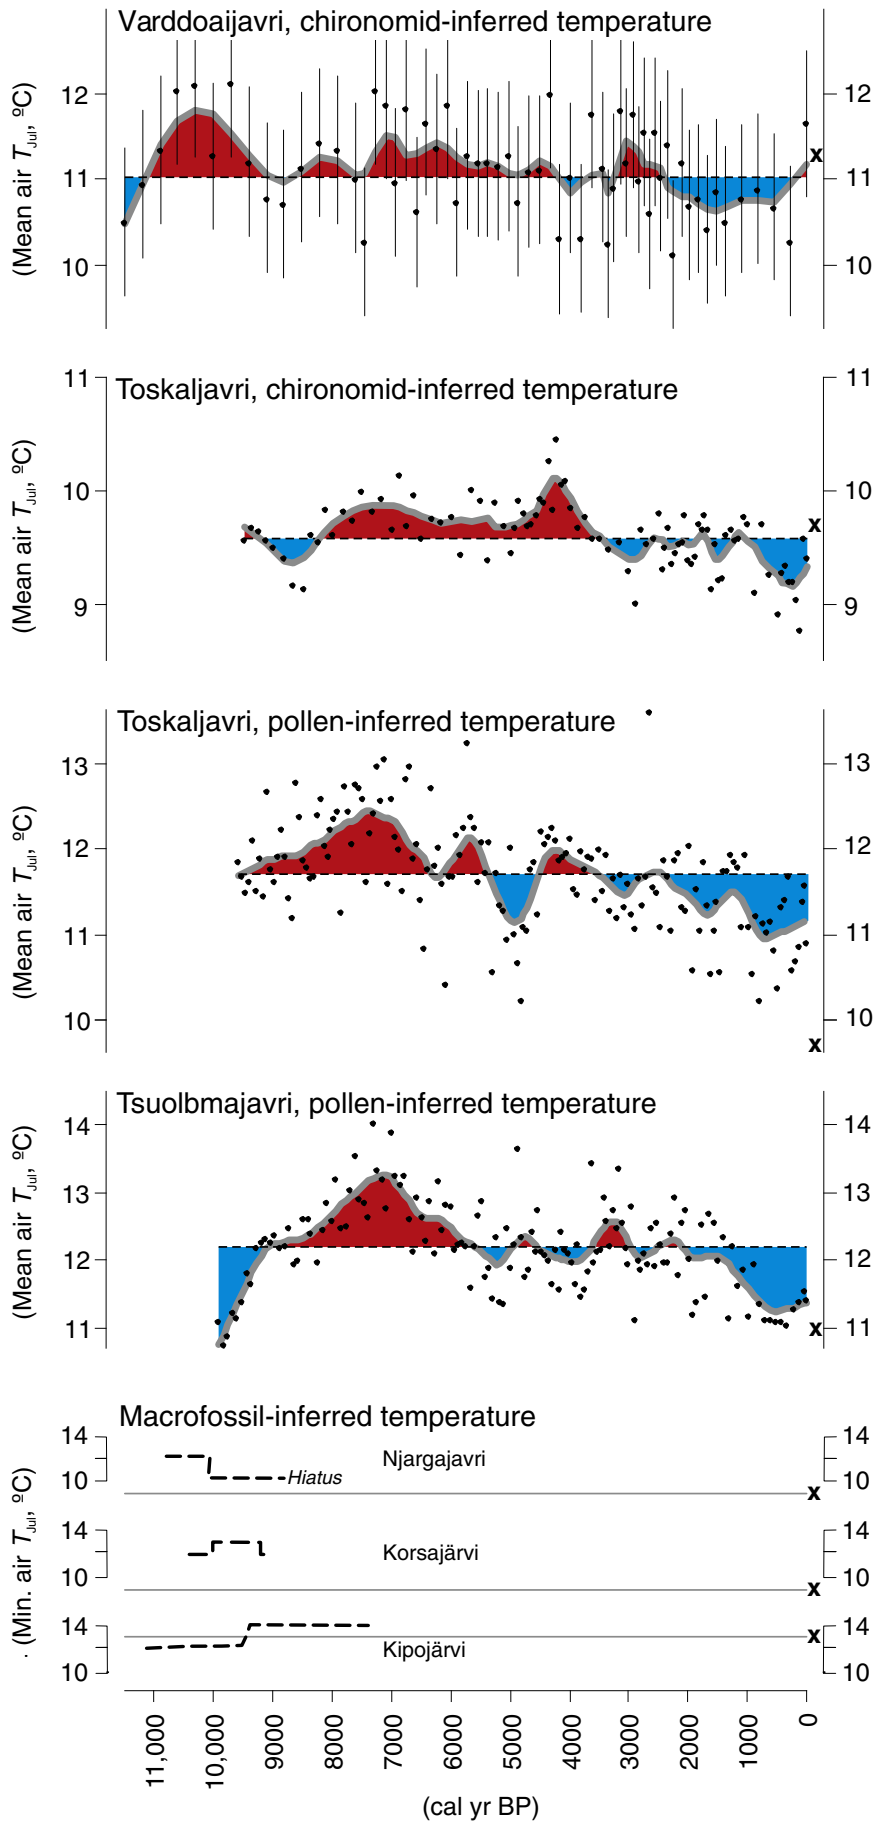 Varddoaijavri, chironomid-inferred temperature
(Mean air T Jul, ºC)
12 12
11 11
x
10 10
Toskaljavri, chironomid-inferred temperature
(Mean air T Jul, ºC)
11 11
10 10
x
9 9
Toskaljavri, pollen-inferred temperature
(Mean air T Jul, ºC)
13 13
12 12
11 11
10 10
x
Tsuolbmajavri, pollen-inferred temperature
(Mean air T Jul, ºC)
14 14
13 13
12 12
11 11
x
Macrofossil-inferred temperature
(Min. air T Jul, ºC)
14 14
Njargajavri
10 10
Hiatus
x
14 14
Korsajärvi
10 10
x
14 14
x
Kipojärvi
10 10
11,000 10,000 9000 8000 7000 6000 5000 4000 3000 2000 1000 0
(cal yr BP)